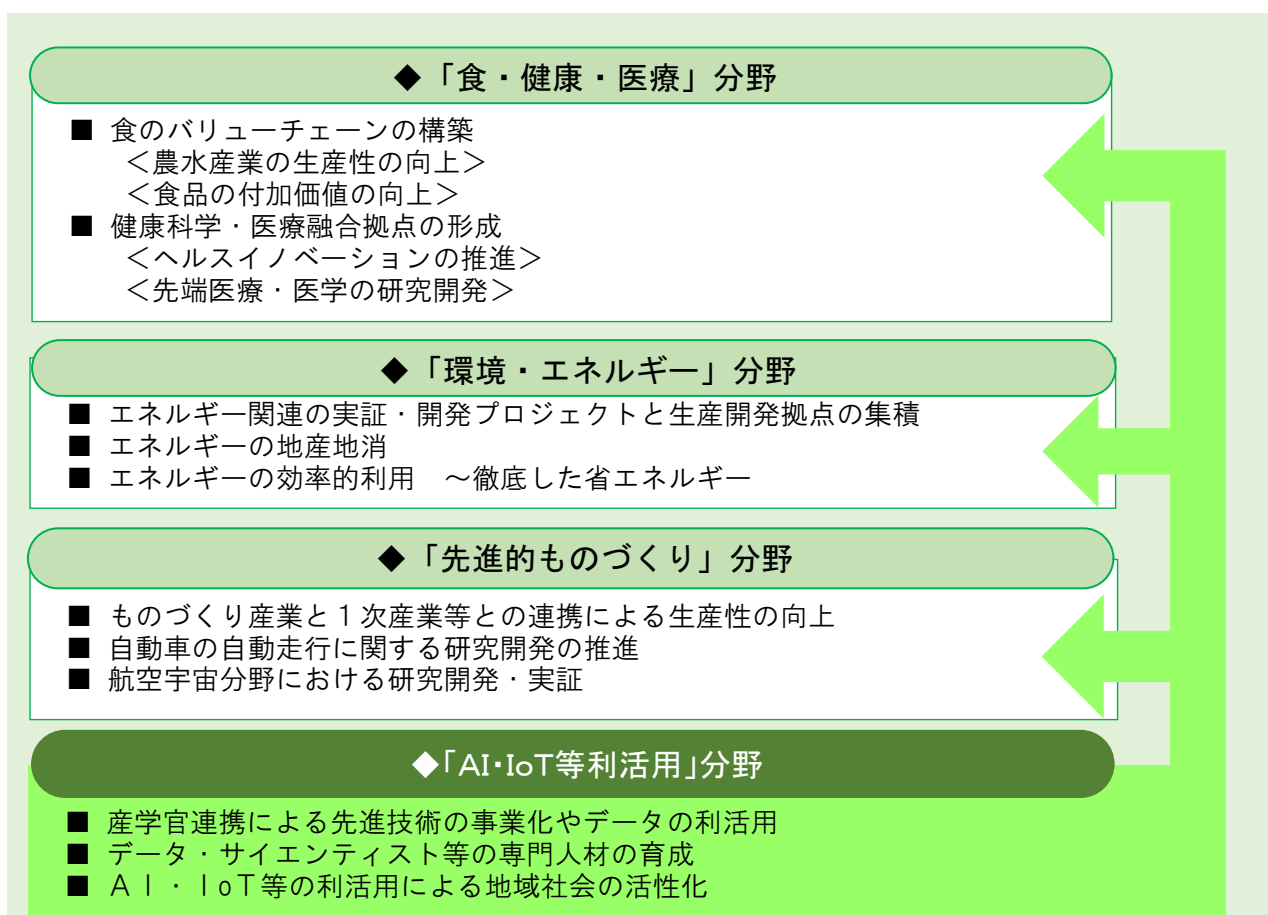 ◆「食・健康・医療」分野
■ 食のバリューチェーンの構築
＜農水産業の生産性の向上＞
＜食品の付加価値の向上＞
■ 健康科学・医療融合拠点の形成
＜ヘルスイノベーションの推進＞
＜先端医療・医学の研究開発＞
◆「環境・エネルギー」分野
■ エネルギー関連の実証・開発プロジェクトと生産開発拠点の集積
■ エネルギーの地産地消
■ エネルギーの効率的利用　～徹底した省エネルギー
◆「先進的ものづくり」分野
■ ものづくり産業と１次産業等との連携による生産性の向上
■ 自動車の自動走行に関する研究開発の推進
■ 航空宇宙分野における研究開発・実証
◆「AI・IoT等利活用」分野
■ 産学官連携による先進技術の事業化やデータの利活用
■ データ・サイエンティスト等の専門人材の育成
■ ＡＩ・ＩoＴ等の利活用による地域社会の活性化